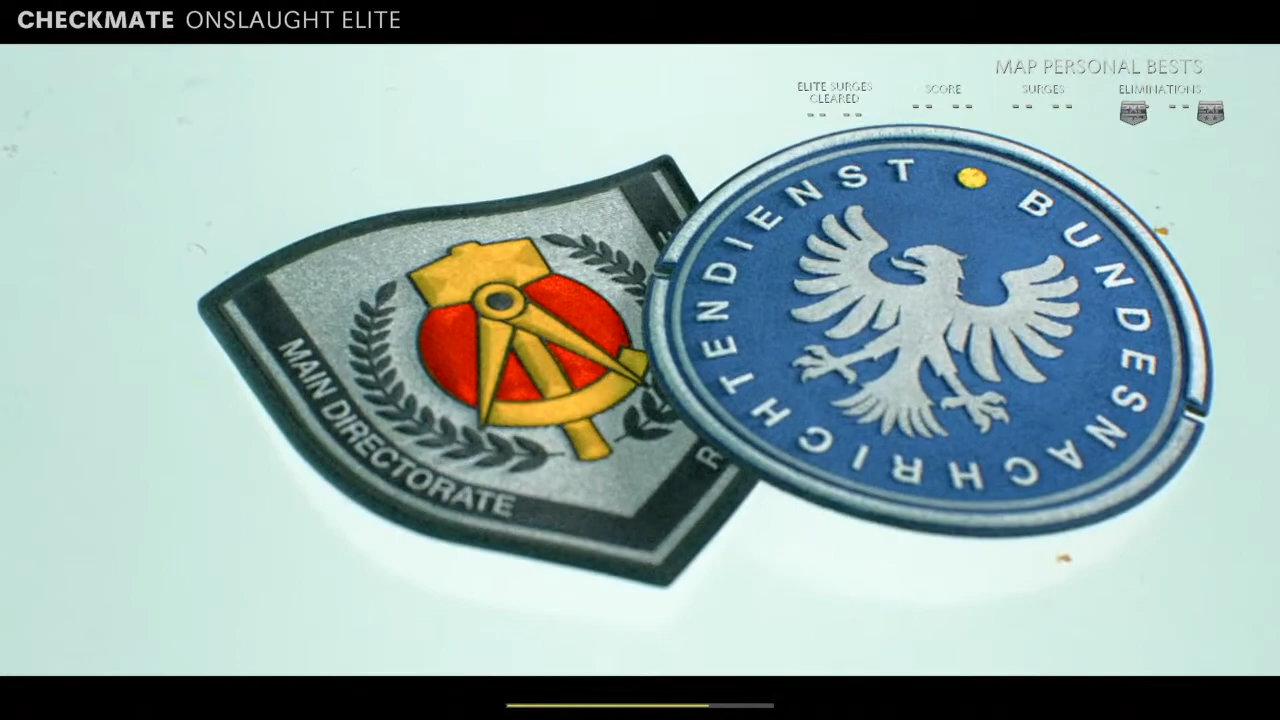 CHECKMATE ONSLAUGHT ELITE
MAP PERSONAL BESTS
ELITE SURGES
CLEARED
SCORE
SURGES
ELIMINATIONS
-- --
-- --
-- --
-- --
MAIN DIRECTORATE
R
BUNDESNACHRICHTENDIENST